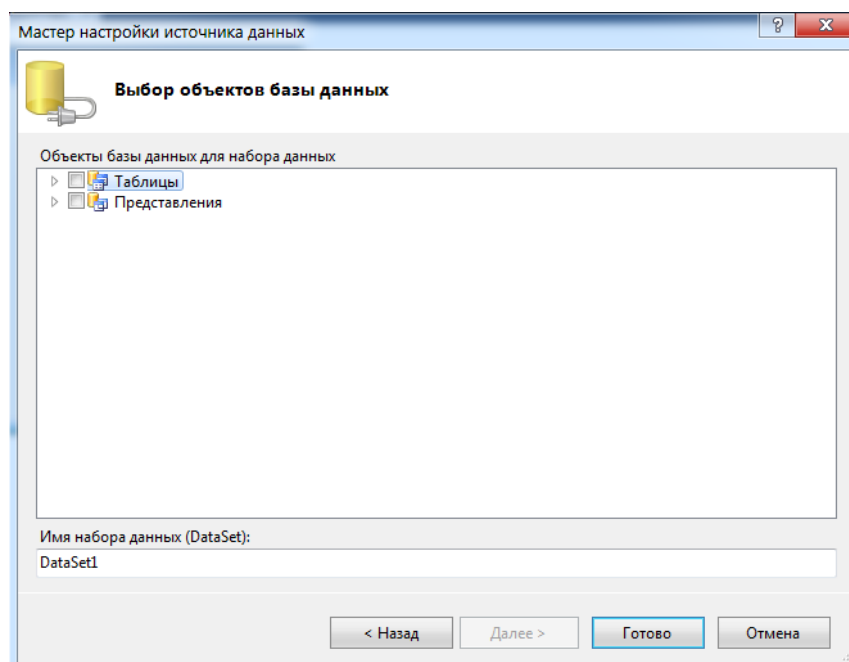 Мастер настройки источника данных
Выбор объектов базы данных
Объекты базы данных для набора данных
Таблицы
Представления
Имя набора данных (DataSet):
DataSet1
< Назад
Далее >
Готово
Отмена